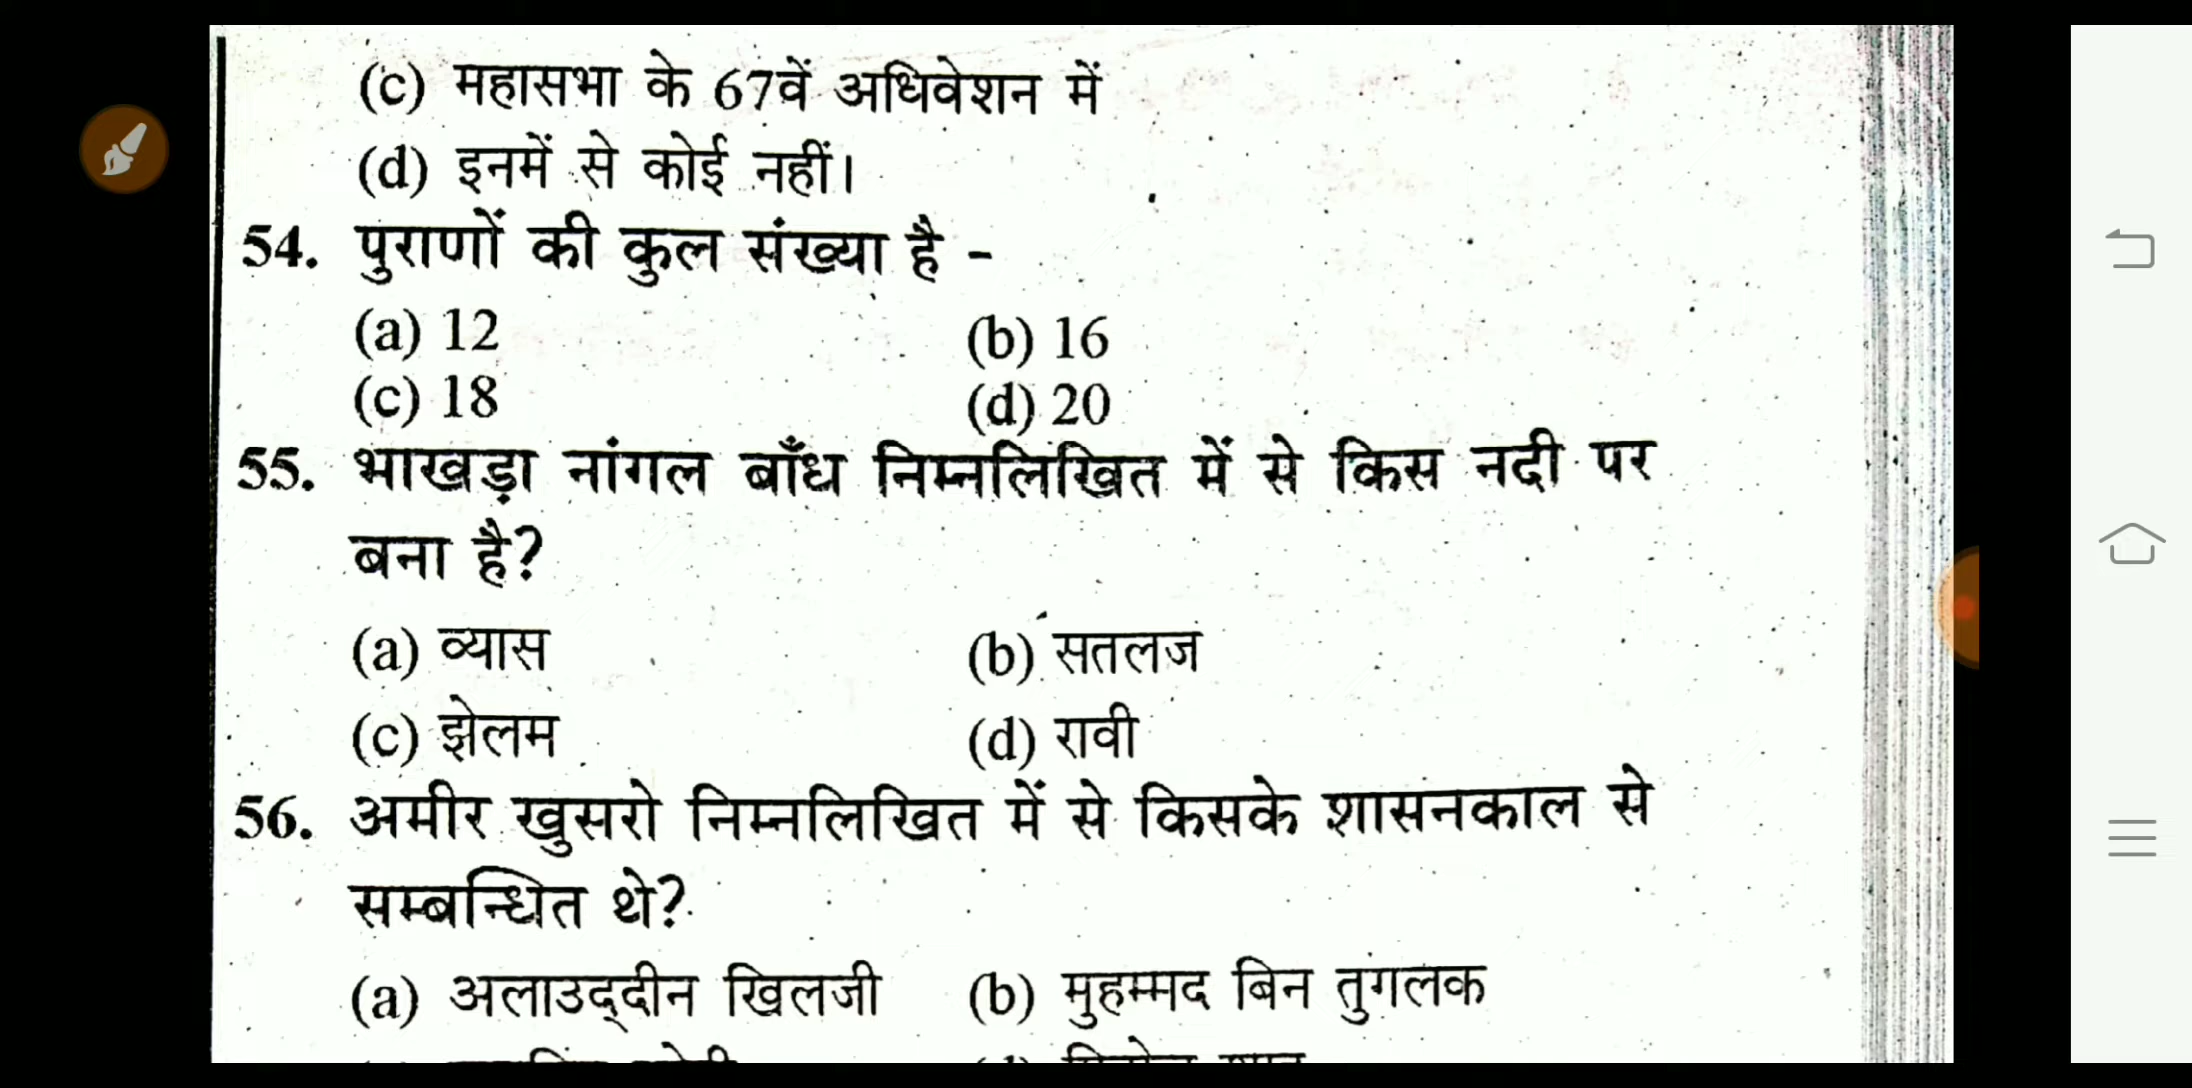 (c) महासभा के 67वें अधिवेशन में
(d) इनमें से कोई नहीं।
54. पुराणों की कुल संख्या है -
(a) 12 (b) 16
(c) 18 (d) 20
55. भाखड़ा नांगल बाँध निम्नलिखित में से किस नदी पर
बना है?
(a) व्यास (b) सतलज
(c) झेलम (d) रावी
56. अमीर खुसरो निम्नलिखित में से किसके शासनकाल से
सम्बन्धित थे?
(a) अलाउद्दीन खिलजी (b) मुहम्मद बिन तुगलक